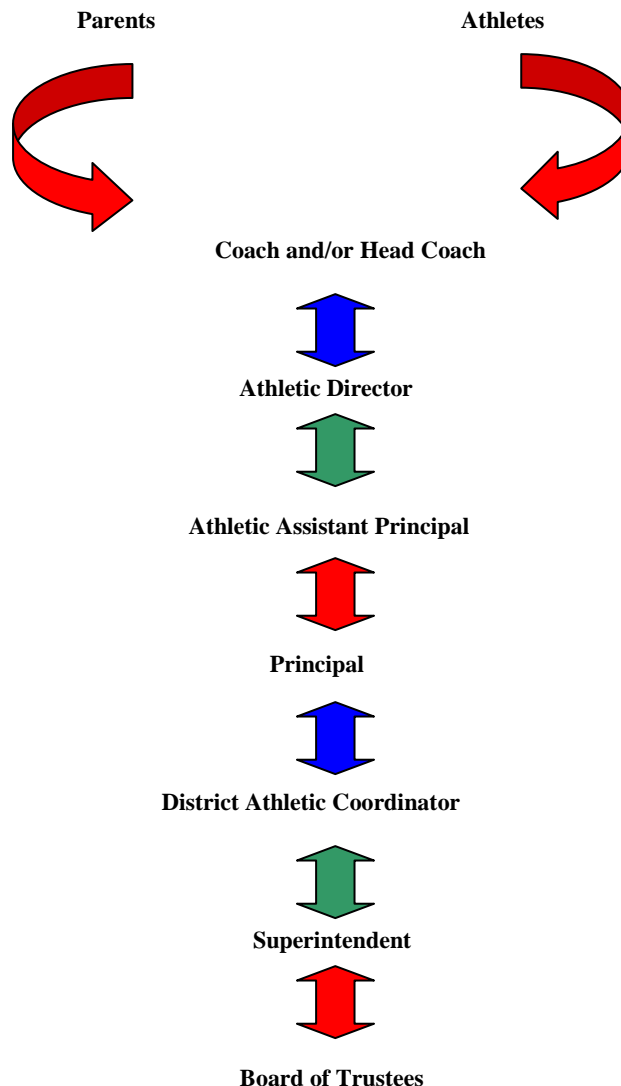 Parents
Athletes
Coach and/or Head Coach
Athletic Director
Athletic Assistant Principal
Principal
District Athletic Coordinator
Superintendent
Board of Trustees